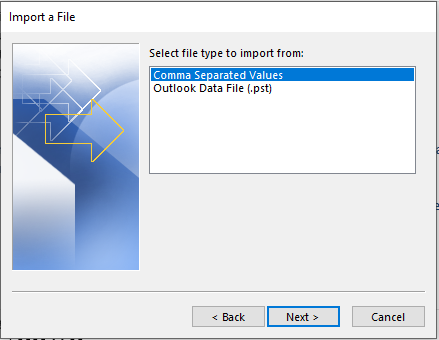 Import a File
Select file type to import from:
Comma Separated Values
Outlook Data File (.pst)
< Back
Next >
Cancel